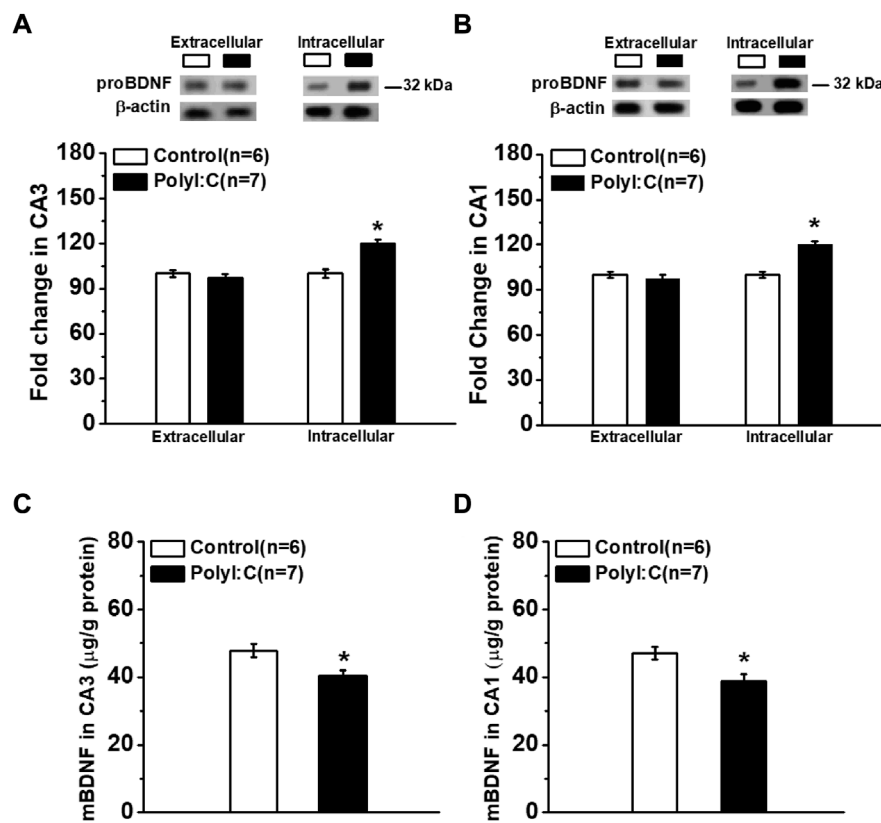 A
Extracellular Intracellular
proBDNF
32 kDa
β-actin
180
150
120
90
60
30
0
Fold change in CA3
Control(n=6)
PolyI:C(n=7)
*
Extracellular Intracellular
B
Extracellular Intracellular
proBDNF
32 kDa
β-actin
180
150
120
90
60
30
0
Fold Change in CA1
Control(n=6)
PolyI:C(n=7)
*
Extracellular Intracellular
C
80
60
40
20
0
mBDNF in CA3 (μg/g protein)
Control(n=6)
PolyI:C(n=7)
*
D
80
60
40
20
0
mBDNF in CA1 (μg/g protein)
Control(n=6)
PolyI:C(n=7)
*